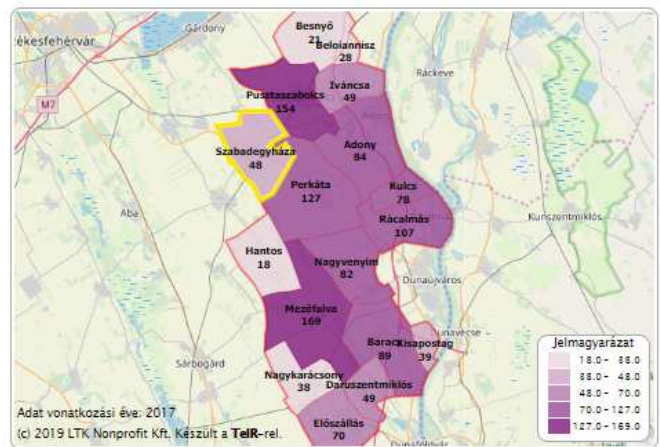 Besnyő
21
Gárdony
zékesfehérvár
Beloiannisz
28
Ráckeve
Iváncsa
49
Pusztaszabolcs
154
M7
Adony
84
Szabadegyháza
48
Perkáta
127
Kulcs
78
Aba
Rácalmás
107
Kunszentmiklós
Hantos
18
Nagyvenyim
82
Dunaújváros
Mezőfalva
169
Baracs
89
Kisapostag
39
unavecse
Sárbogárd
Nagykarácsony
38
Daruszentmiklós
49
Előszállás
70
Dunaföldvár
Jelmagyarázat
18.0 - 38.0
38.0 - 48.0
48.0 - 70.0
70.0 - 127.0
127.0 - 169.0
Adat vonatkozási éve: 2017
(c) 2019 LTK Nonprofit Kft. Készült a TeIR-rel.